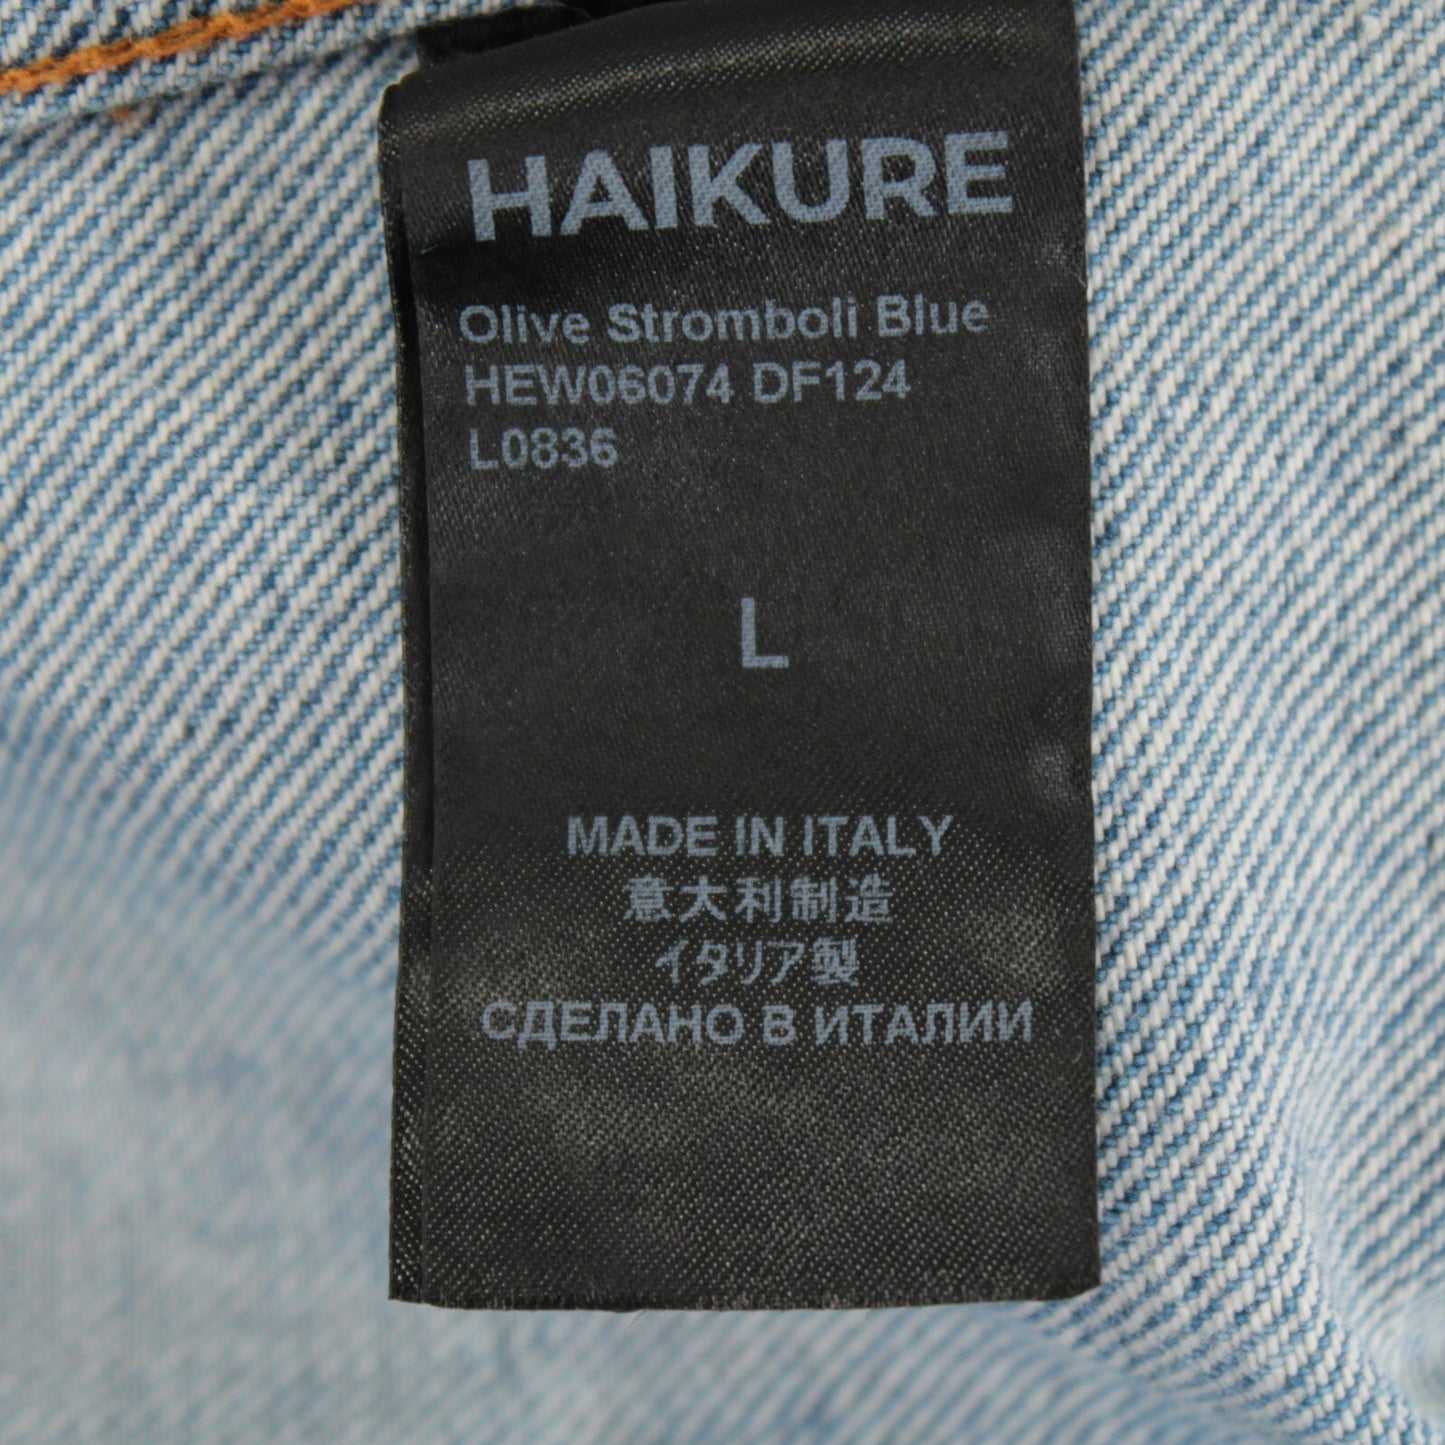 HAIKURE
Olive Stromboli Blue
HEW06074 DF124
L0836
L
MADE IN ITALY
意大利制造
イタリア製
СДЕЛАНО В ИТАЛИИ